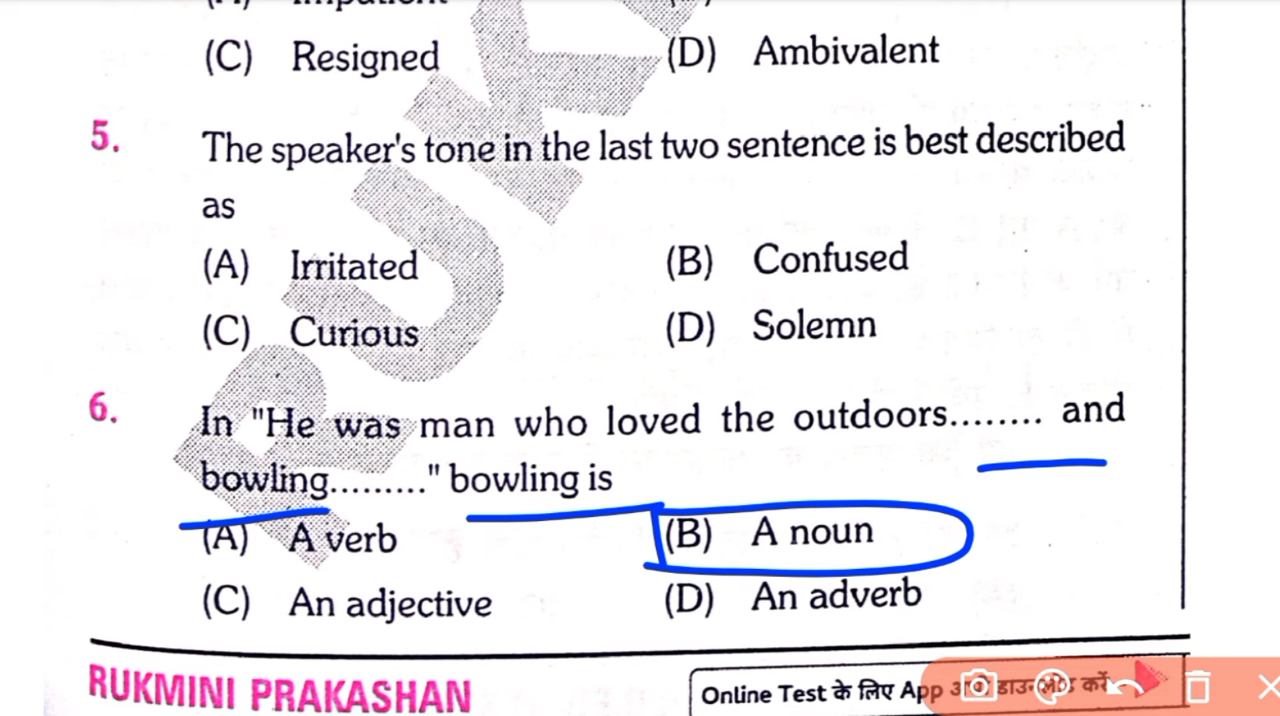 (C) Resigned (D) Ambivalent
5. The speaker's tone in the last two sentence is best described
as
(A) Irritated (B) Confused
(C) Curious (D) Solemn
6. In "He was man who loved the outdoors........ and
bowling........." bowling is
(A) A verb (B) A noun
(C) An adjective (D) An adverb
RUKMINI PRAKASHAN
Online Test के लिए App